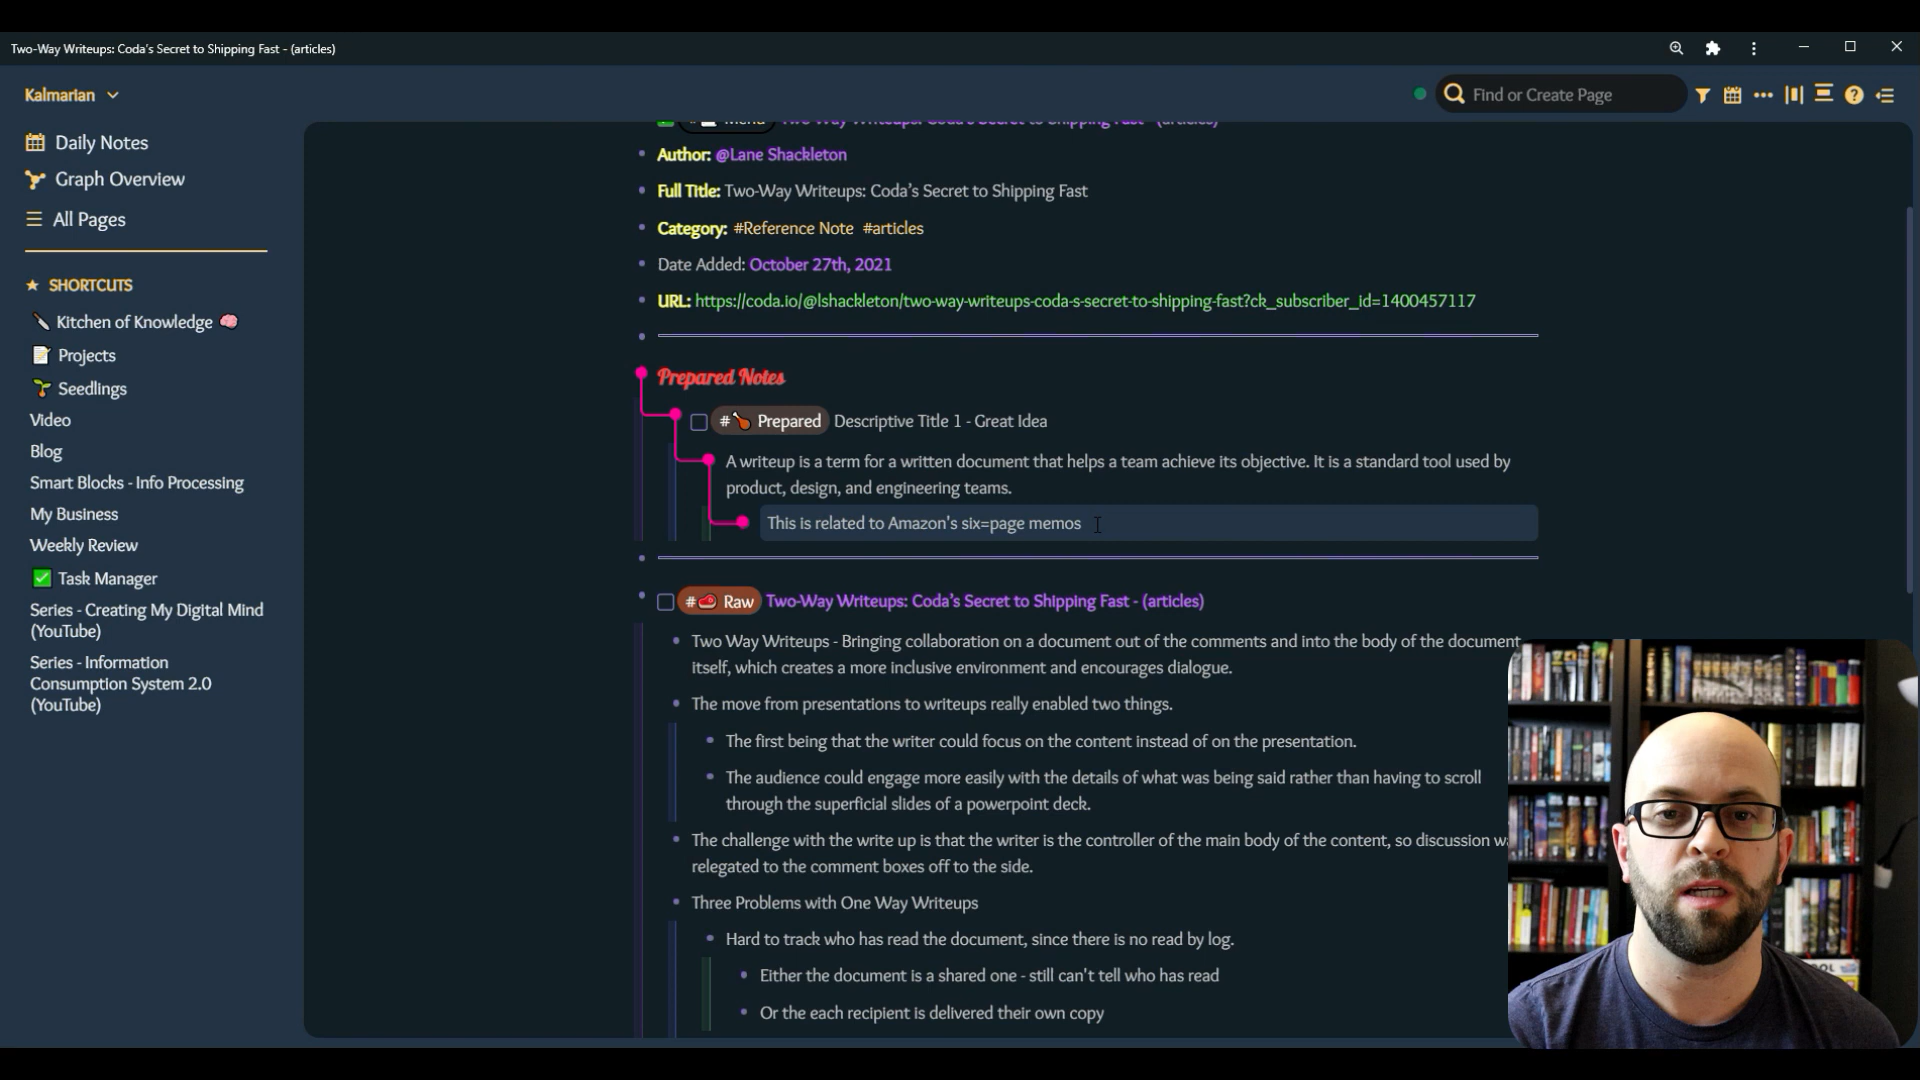 Two-Way Writeups: Coda's Secret to Shipping Fast - (articles)
Kalmarian
Find or Create Page
Daily Notes
Graph Overview
All Pages
SHORTCUTS
Kitchen of Knowledge
Projects
Seedlings
Video
Blog
Smart Blocks - Info Processing
My Business
Weekly Review
Task Manager
Series - Creating My Digital Mind
(YouTube)
Series - Information
Consumption System 2.0
(YouTube)
# Menu Two-Way Writeups: Coda's Secret to Shipping Fast - (articles)
Author: @Lane Shackleton
Full Title: Two-Way Writeups: Coda's Secret to Shipping Fast
Category: #Reference Note #articles
Date Added: October 27th, 2021
URL: https://coda.io/@lshackleton/two-way-writeups-coda-s-secret-to-shipping-fast?ck_subscriber_id=1400457117
Prepared Notes
# Prepared Descriptive Title 1 - Great Idea
A writeup is a term for a written document that helps a team achieve its objective. It is a standard tool used by
product, design, and engineering teams.
This is related to Amazon's six=page memos
# Raw Two-Way Writeups: Coda's Secret to Shipping Fast - (articles)
Two Way Writeups - Bringing collaboration on a document out of the comments and into the body of the document
itself, which creates a more inclusive environment and encourages dialogue.
The move from presentations to writeups really enabled two things.
The first being that the writer could focus on the content instead of on the presentation.
The audience could engage more easily with the details of what was being said rather than having to scroll
through the superficial slides of a powerpoint deck.
The challenge with the write up is that the writer is the controller of the main body of the content, so discussion
relegated to the comment boxes off to the side.
Three Problems with One Way Writeups
Hard to track who has read the document, since there is no read by log.
Either the document is a shared one - still can't tell who has read
Or the each recipient is delivered their own copy